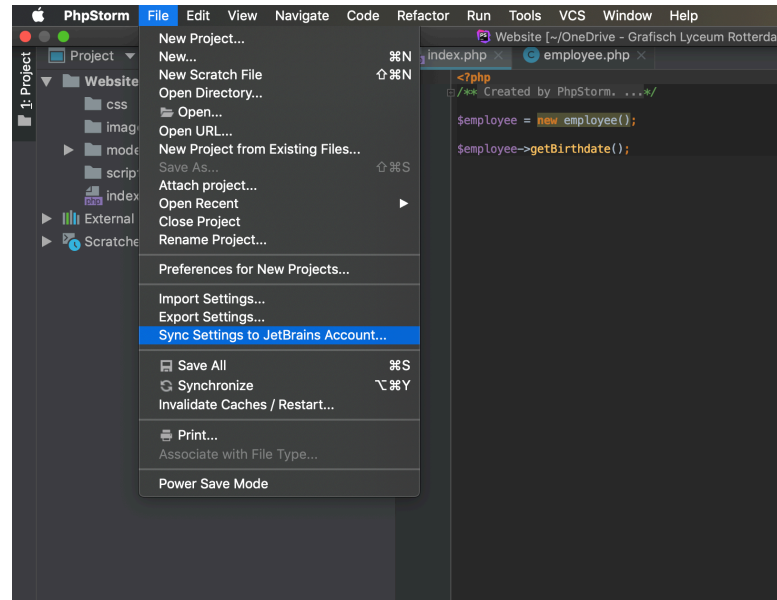 PhpStorm File Edit View Navigate Code Refactor Run Tools VCS Window Help
Website [~/OneDrive - Grafisch Lyceum Rotterda
1: Project
Project
Website
css
imag
mode
scrip
index
External
Scratche
New Project...
New... ⌘N
New Scratch File ⇧⌘N
Open Directory...
Open...
Open URL...
New Project from Existing Files...
Save As... ⇧⌘S
Attach project...
Open Recent
Close Project
Rename Project...
Preferences for New Projects...
Import Settings...
Export Settings...
Sync Settings to JetBrains Account...
Save All ⌘S
Synchronize ⌥⌘Y
Invalidate Caches / Restart...
Print...
Associate with File Type...
Power Save Mode
index.php employee.php
<?php
/** Created by PhpStorm. ...*/
$employee = new employee();
$employee->getBirthdate();